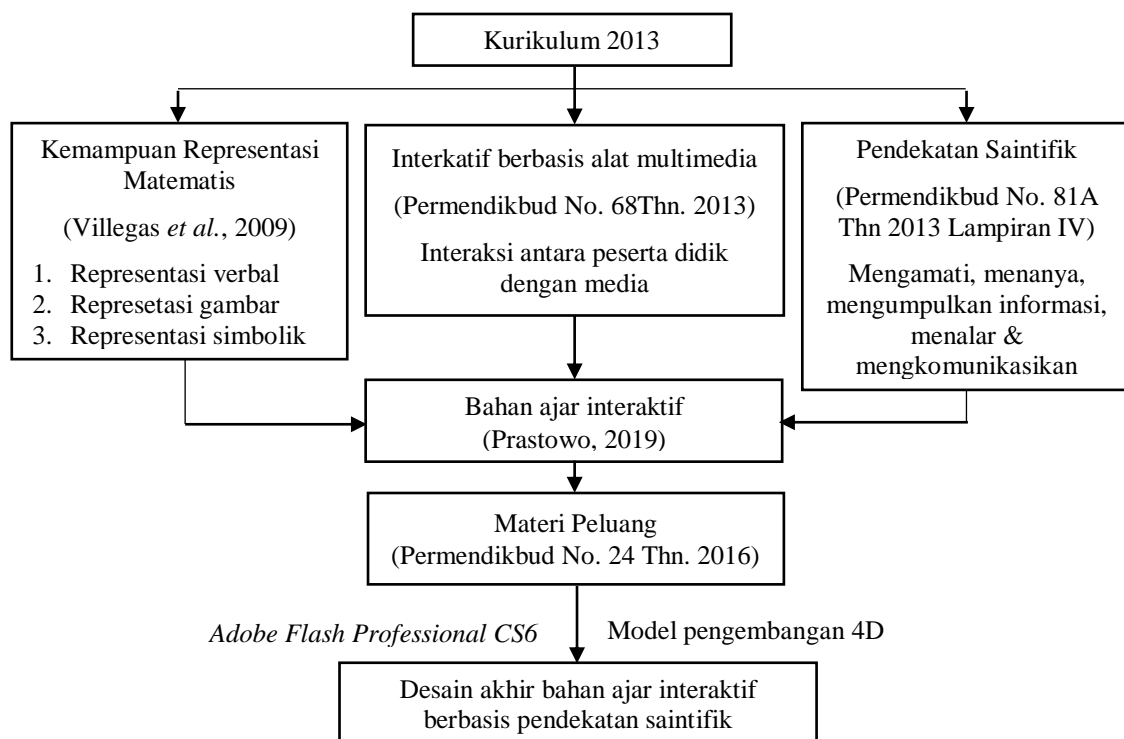 Kurikulum 2013
Kemampuan Representasi
Matematis
(Villegas et al., 2009)
1. Representasi verbal
2. Represetasi gambar
3. Representasi simbolik
Interkatif berbasis alat multimedia
(Permendikbud No. 68Thn. 2013)
Interaksi antara peserta didik
dengan media
Pendekatan Saintifik
(Permendikbud No. 81A
Thn 2013 Lampiran IV)
Mengamati, menanya,
mengumpulkan informasi,
menalar &
mengkomunikasikan
Bahan ajar interaktif
(Prastowo, 2019)
Materi Peluang
(Permendikbud No. 24 Thn. 2016)
Adobe Flash Professional CS6
Model pengembangan 4D
Desain akhir bahan ajar interaktif
berbasis pendekatan saintifik